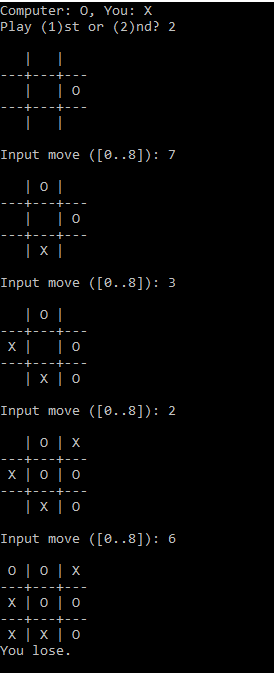 Computer: O, You: X
Play (1)st or (2)nd? 2
   |   |
---+---+---
   |   | O
---+---+---
   |   |
Input move ([0..8]): 7
   | O |
---+---+---
   |   | O
---+---+---
   | X |
Input move ([0..8]): 3
   | O |
---+---+---
 X |   | O
---+---+---
   | X | O
Input move ([0..8]): 2
   | O | X
---+---+---
 X | O | O
---+---+---
   | X | O
Input move ([0..8]): 6
 O | O | X
---+---+---
 X | O | O
---+---+---
 X | X | O
You lose.